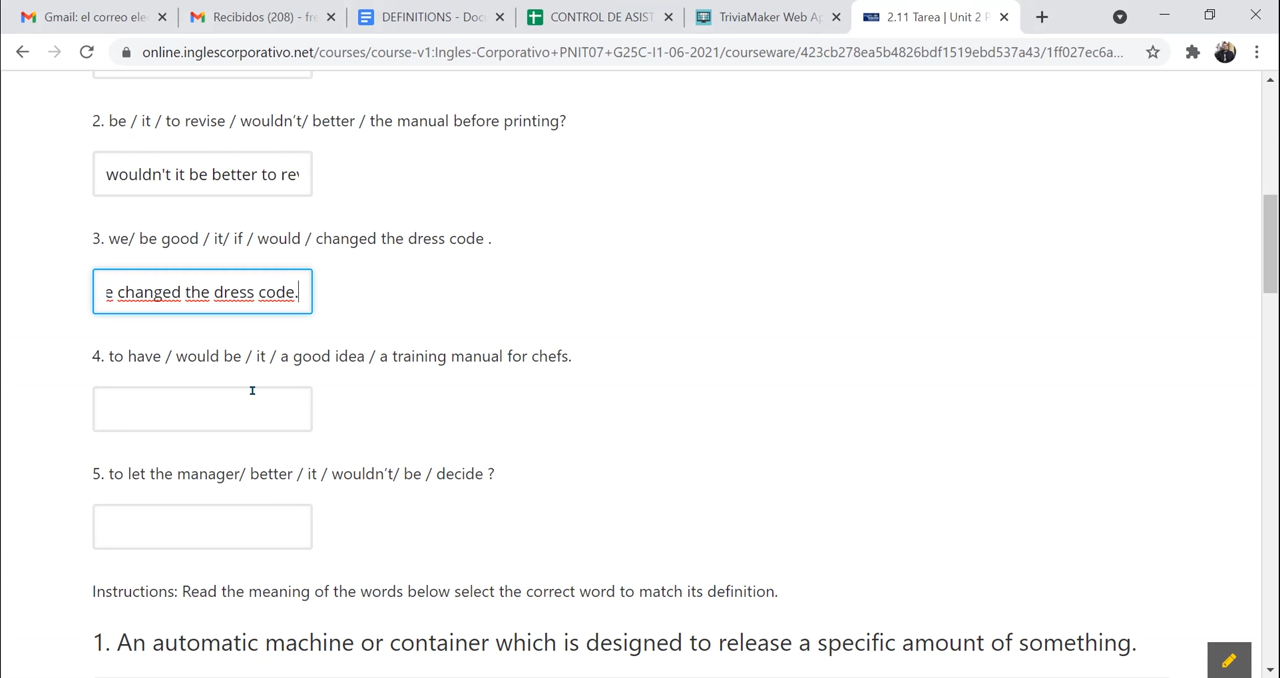 Gmail: el correo ele
Recibidos (208) - fr
DEFINITIONS - Doc
CONTROL DE ASIST
TriviaMaker Web Ap
2.11 Tarea | Unit 2 P
online.inglescorporativo.net/courses/course-v1:Ingles-Corporativo+PNIT07+G25C-I1-06-2021/courseware/423cb278ea5b4826bdf1519ebd537a43/1ff027ec6a...
2. be / it / to revise / wouldn't/ better / the manual before printing?
wouldn't it be better to rev
3. we/ be good / it/ if / would / changed the dress code .
e changed the dress code.
4. to have / would be / it / a good idea / a training manual for chefs.
5. to let the manager/ better / it / wouldn't/ be / decide ?
Instructions: Read the meaning of the words below select the correct word to match its definition.
1. An automatic machine or container which is designed to release a specific amount of something.